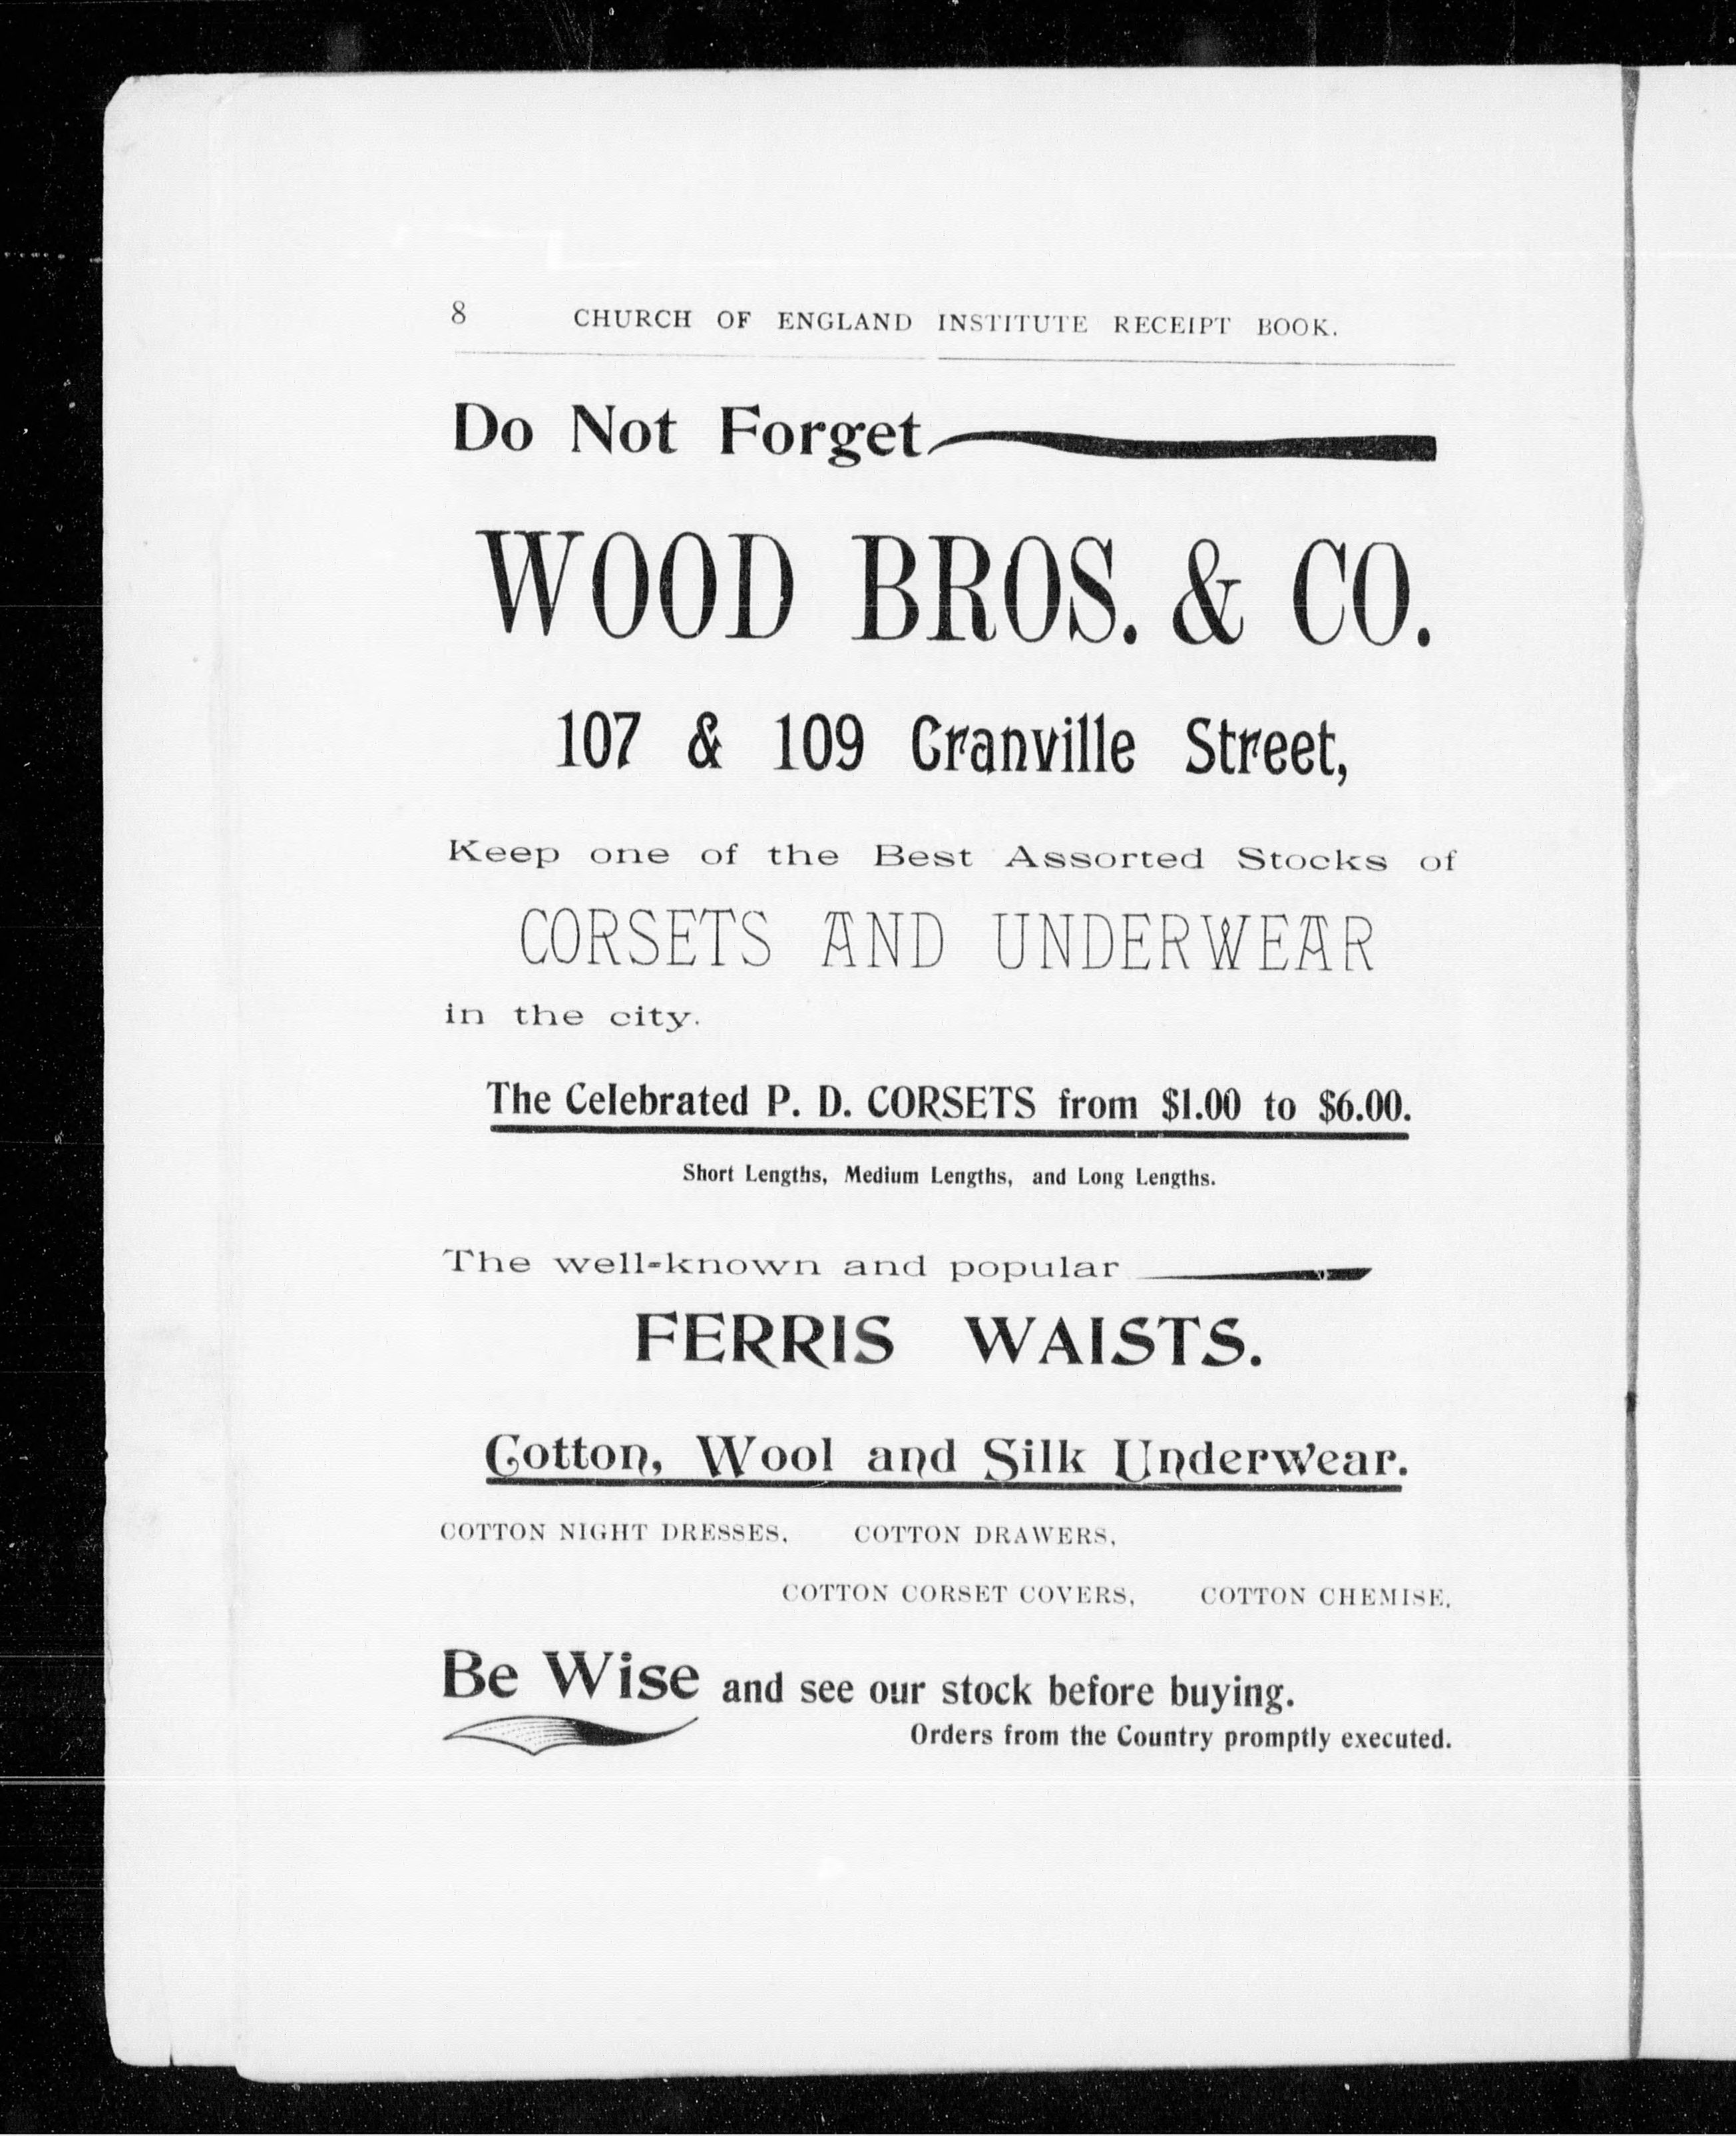 8 CHURCH OF ENGLAND INSTITUTE RECEIPT BOOK.
Do Not Forget
WOOD BROS. & CO.
107 & 109 Granville Street,
Keep one of the Best Assorted Stocks of
CORSETS AND UNDERWEAR
in the city.
The Celebrated P. D. CORSETS from $1.00 to $6.00.
Short Lengths, Medium Lengths, and Long Lengths.
The well-known and popular
FERRIS WAISTS.
Cotton, Wool and Silk Underwear.
COTTON NIGHT DRESSES, COTTON DRAWERS,
COTTON CORSET COVERS, COTTON CHEMISE,
Be Wise and see our stock before buying.
Orders from the Country promptly executed.